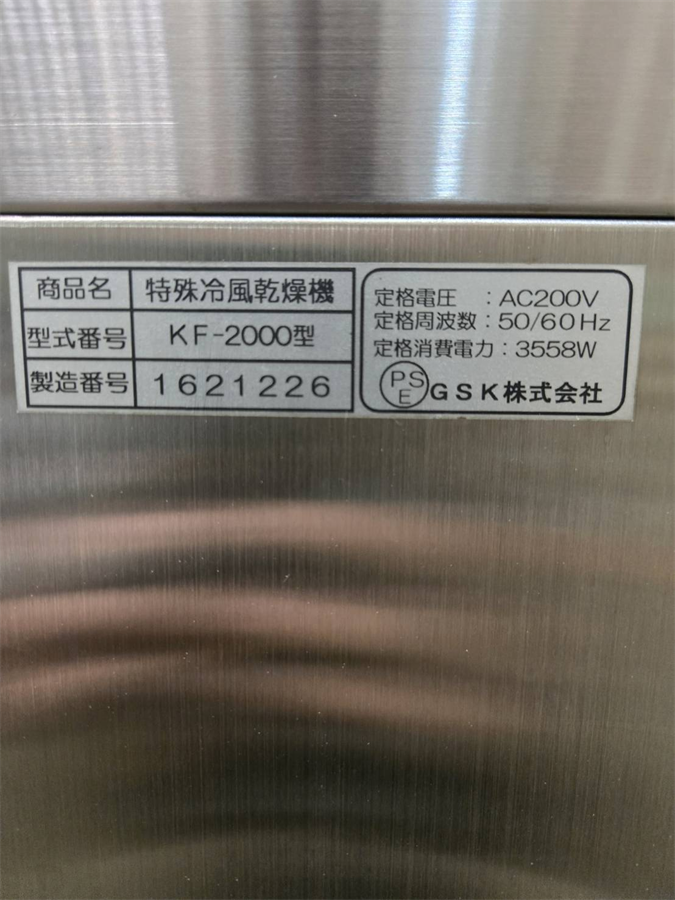 商品名 特殊冷風乾燥機
型式番号 KF-2000型
製造番号 1621226
定格電圧 : AC200V
定格周波数 : 50/60Hz
定格消費電力 : 3558W
PSE GSK株式会社